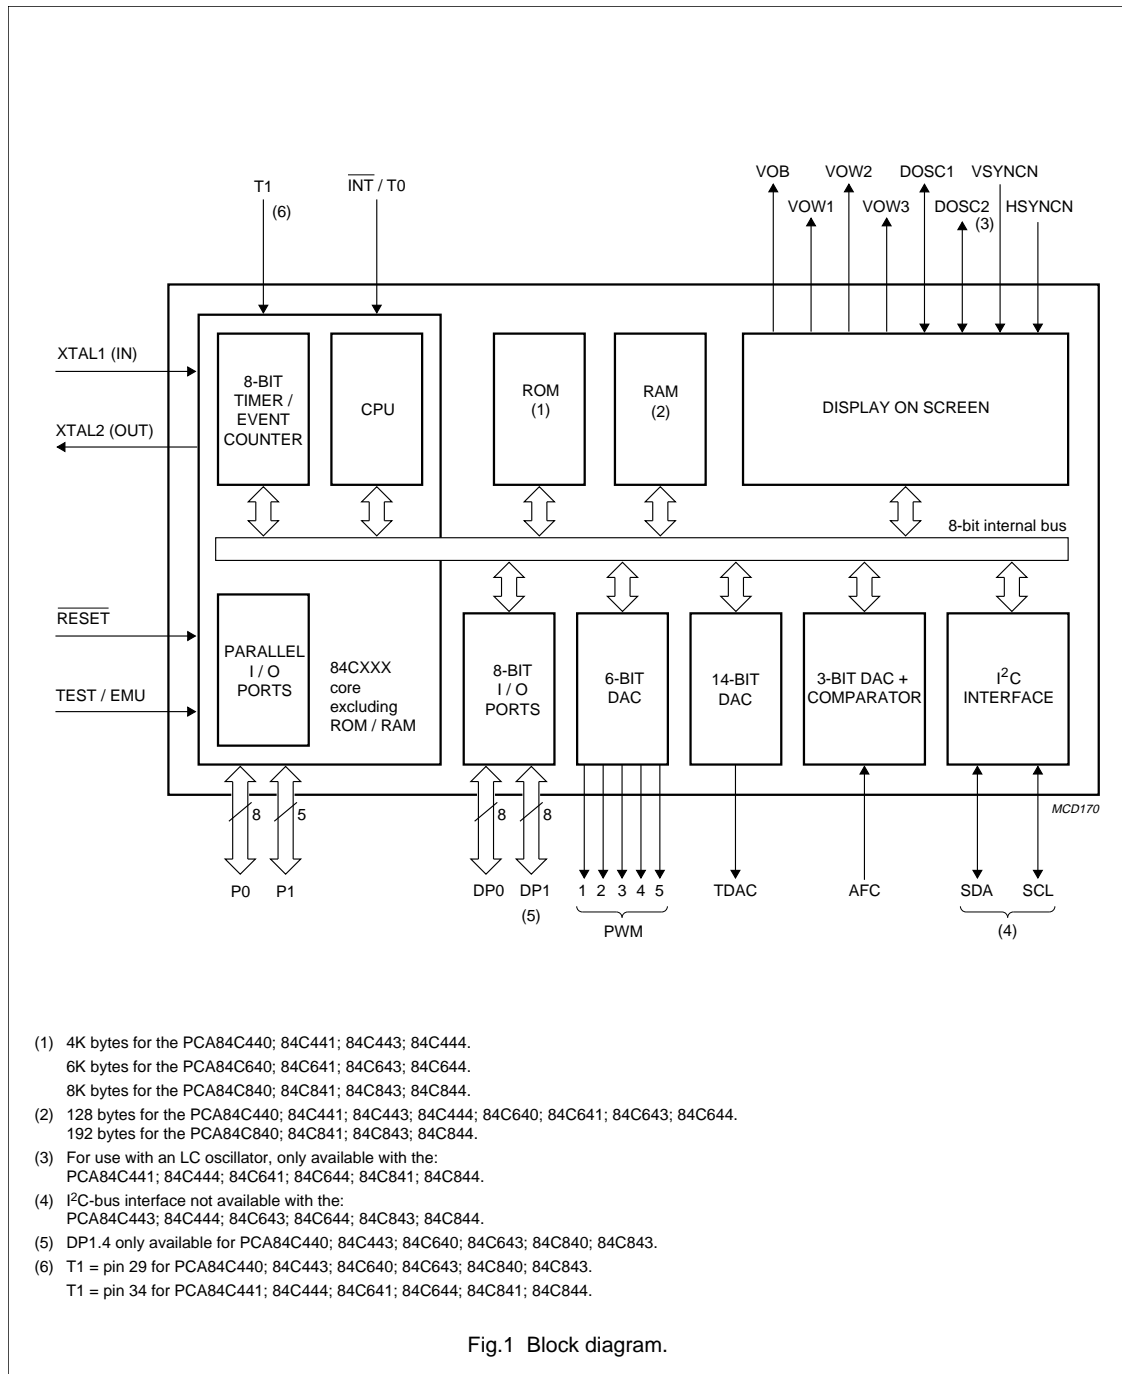 VOB VOW2 DOSC1 VSYNCN
T1 INT / T0
(6)
VOW1 VOW3 DOSC2 HSYNCN
(3)
XTAL1 (IN)
XTAL2 (OUT)
8-BIT
TIMER /
EVENT
COUNTER
CPU
ROM
(1)
RAM
(2)
DISPLAY ON SCREEN
8-bit internal bus
RESET
TEST / EMU
PARALLEL
I / O
PORTS
84CXXX
core
excluding
ROM / RAM
8-BIT
I / O
PORTS
6-BIT
DAC
14-BIT
DAC
3-BIT DAC +
COMPARATOR
I²C
INTERFACE
MCD170
8 5 8 8
P0 P1 DP0 DP1 1 2 3 4 5 TDAC AFC SDA SCL
(5) PWM (4)
(1) 4K bytes for the PCA84C440; 84C441; 84C443; 84C444.
6K bytes for the PCA84C640; 84C641; 84C643; 84C644.
8K bytes for the PCA84C840; 84C841; 84C843; 84C844.
(2) 128 bytes for the PCA84C440; 84C441; 84C443; 84C444; 84C640; 84C641; 84C643; 84C644.
192 bytes for the PCA84C840; 84C841; 84C843; 84C844.
(3) For use with an LC oscillator, only available with the:
PCA84C441; 84C444; 84C641; 84C644; 84C841; 84C844.
(4) I²C-bus interface not available with the:
PCA84C443; 84C444; 84C643; 84C644; 84C843; 84C844.
(5) DP1.4 only available for PCA84C440; 84C443; 84C640; 84C643; 84C840; 84C843.
(6) T1 = pin 29 for PCA84C440; 84C443; 84C640; 84C643; 84C840; 84C843.
T1 = pin 34 for PCA84C441; 84C444; 84C641; 84C644; 84C841; 84C844.
Fig.1 Block diagram.